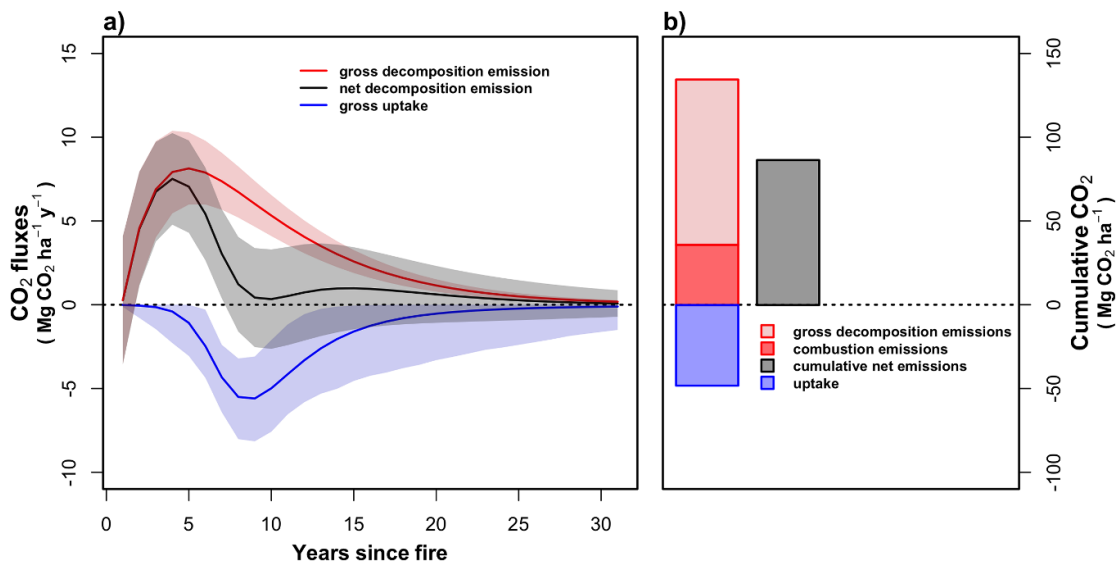 a)
CO₂ fluxes
( Mg CO₂ ha⁻¹ y⁻¹ )
15
10
5
0
-5
-10
gross decomposition emission
net decomposition emission
gross uptake
0 5 10 15 20 25 30
Years since fire
b)
gross decomposition emissions
combustion emissions
cumulative net emissions
uptake
150
100
50
0
-50
-100
Cumulative CO₂
( Mg CO₂ ha⁻¹ )